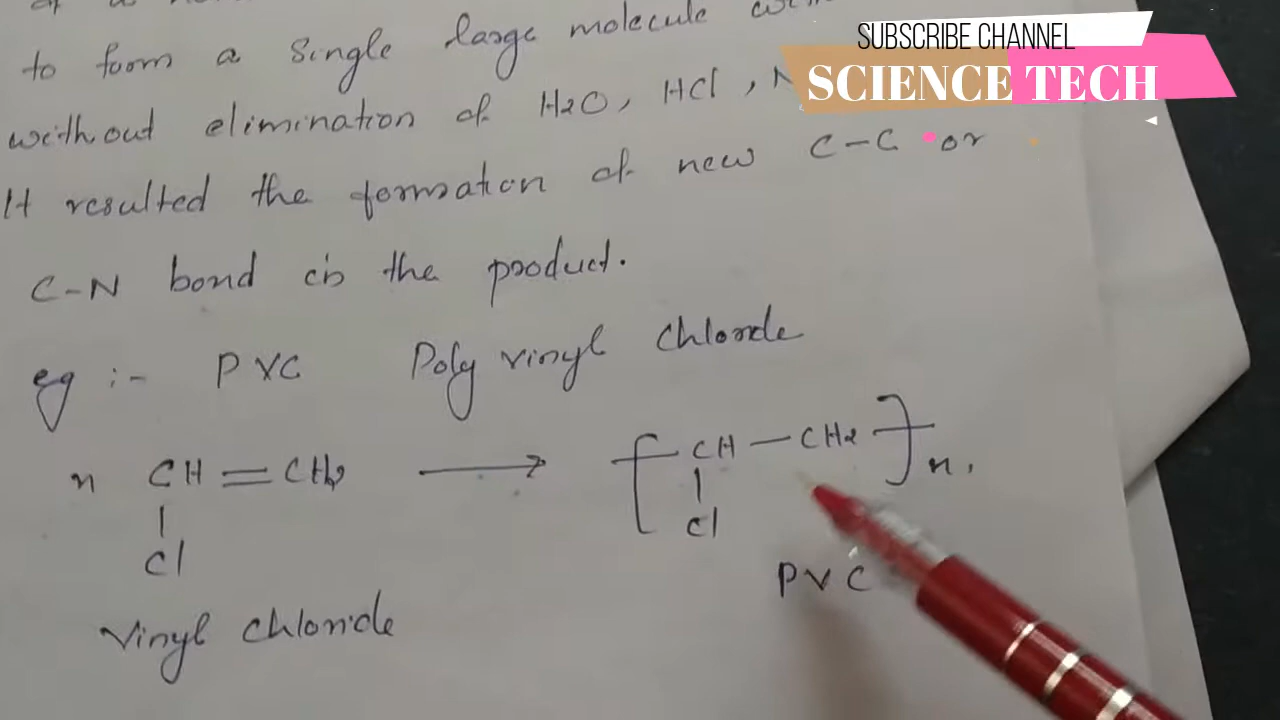 to form a single large molecule
without elimination of H2O, HCl,
It resulted the formation of new C-C or
C-N bond in the product.
eg :- PVC Poly vinyl chloride
n CH = CH2 → [ CH - CH2 ] n.
Cl Cl
Vinyl chloride PVC
SUBSCRIBE CHANNEL
SCIENCE TECH